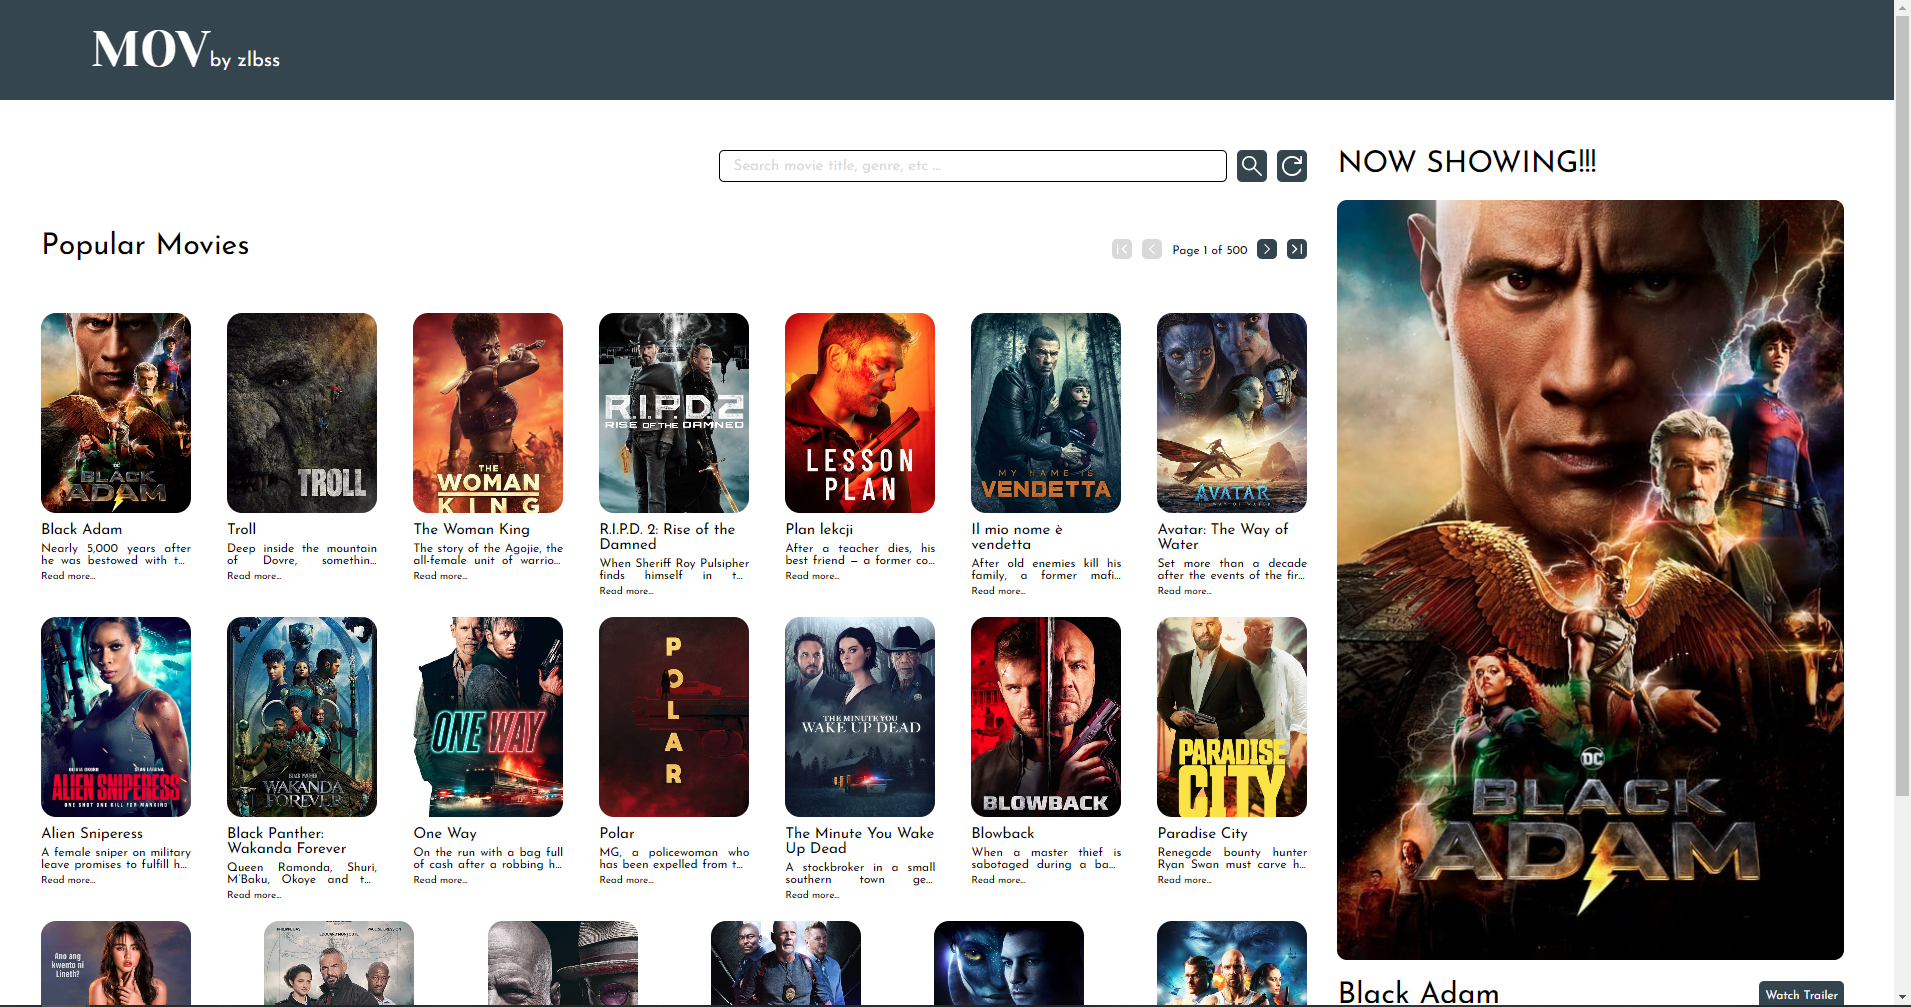 MOV by zlbss
Search movie title, genre, etc ...
NOW SHOWING!!!
Popular Movies
Page 1 of 500
BLACK
ADAM
TROLL
THE
WOMAN
KING
R.I.P.D.2
RISE OF THE DAMNED
LESSON
PLAN
MY NAME IS
VENDETTA
AVATAR
Black Adam
Nearly 5,000 years after
he was bestowed with t...
Read more...
Troll
Deep inside the mountain
of Dovre, somethin...
Read more...
The Woman King
The story of the Agojie, the
all-female unit of warrio...
Read more...
R.I.P.D. 2: Rise of the
Damned
When Sheriff Roy Pulsipher
finds himself in t...
Read more...
Plan lekcji
After a teacher dies, his
best friend – a former co...
Read more...
Il mio nome è
vendetta
After old enemies kill his
family, a former mafi...
Read more...
Avatar: The Way of
Water
Set more than a decade
after the events of the fir...
Read more...
ALIEN SNIPERESS
ONE SHOT ONE KILL FOR MANKIND
BLACK PANTHER
WAKANDA
FOREVER
ONE WAY
POLAR
THE MINUTE YOU
WAKE UP DEAD
BLOWBACK
PARADISE
CITY
Alien Sniperess
A female sniper on military
leave promises to fulfill h...
Read more...
Black Panther:
Wakanda Forever
Queen Ramonda, Shuri,
M'Baku, Okoye and t...
Read more...
One Way
On the run with a bag full
of cash after a robbing h...
Read more...
Polar
MG, a policewoman who
has been expelled from t...
Read more...
The Minute You Wake
Up Dead
A stockbroker in a small
southern town ge...
Read more...
Blowback
When a master thief is
sabotaged during a ba...
Read more...
Paradise City
Renegade bounty hunter
Ryan Swan must carve h...
Read more...
Ano ang
kwento ni
Lineth?
DC
BLACK
ADAM
Black Adam
Watch Trailer